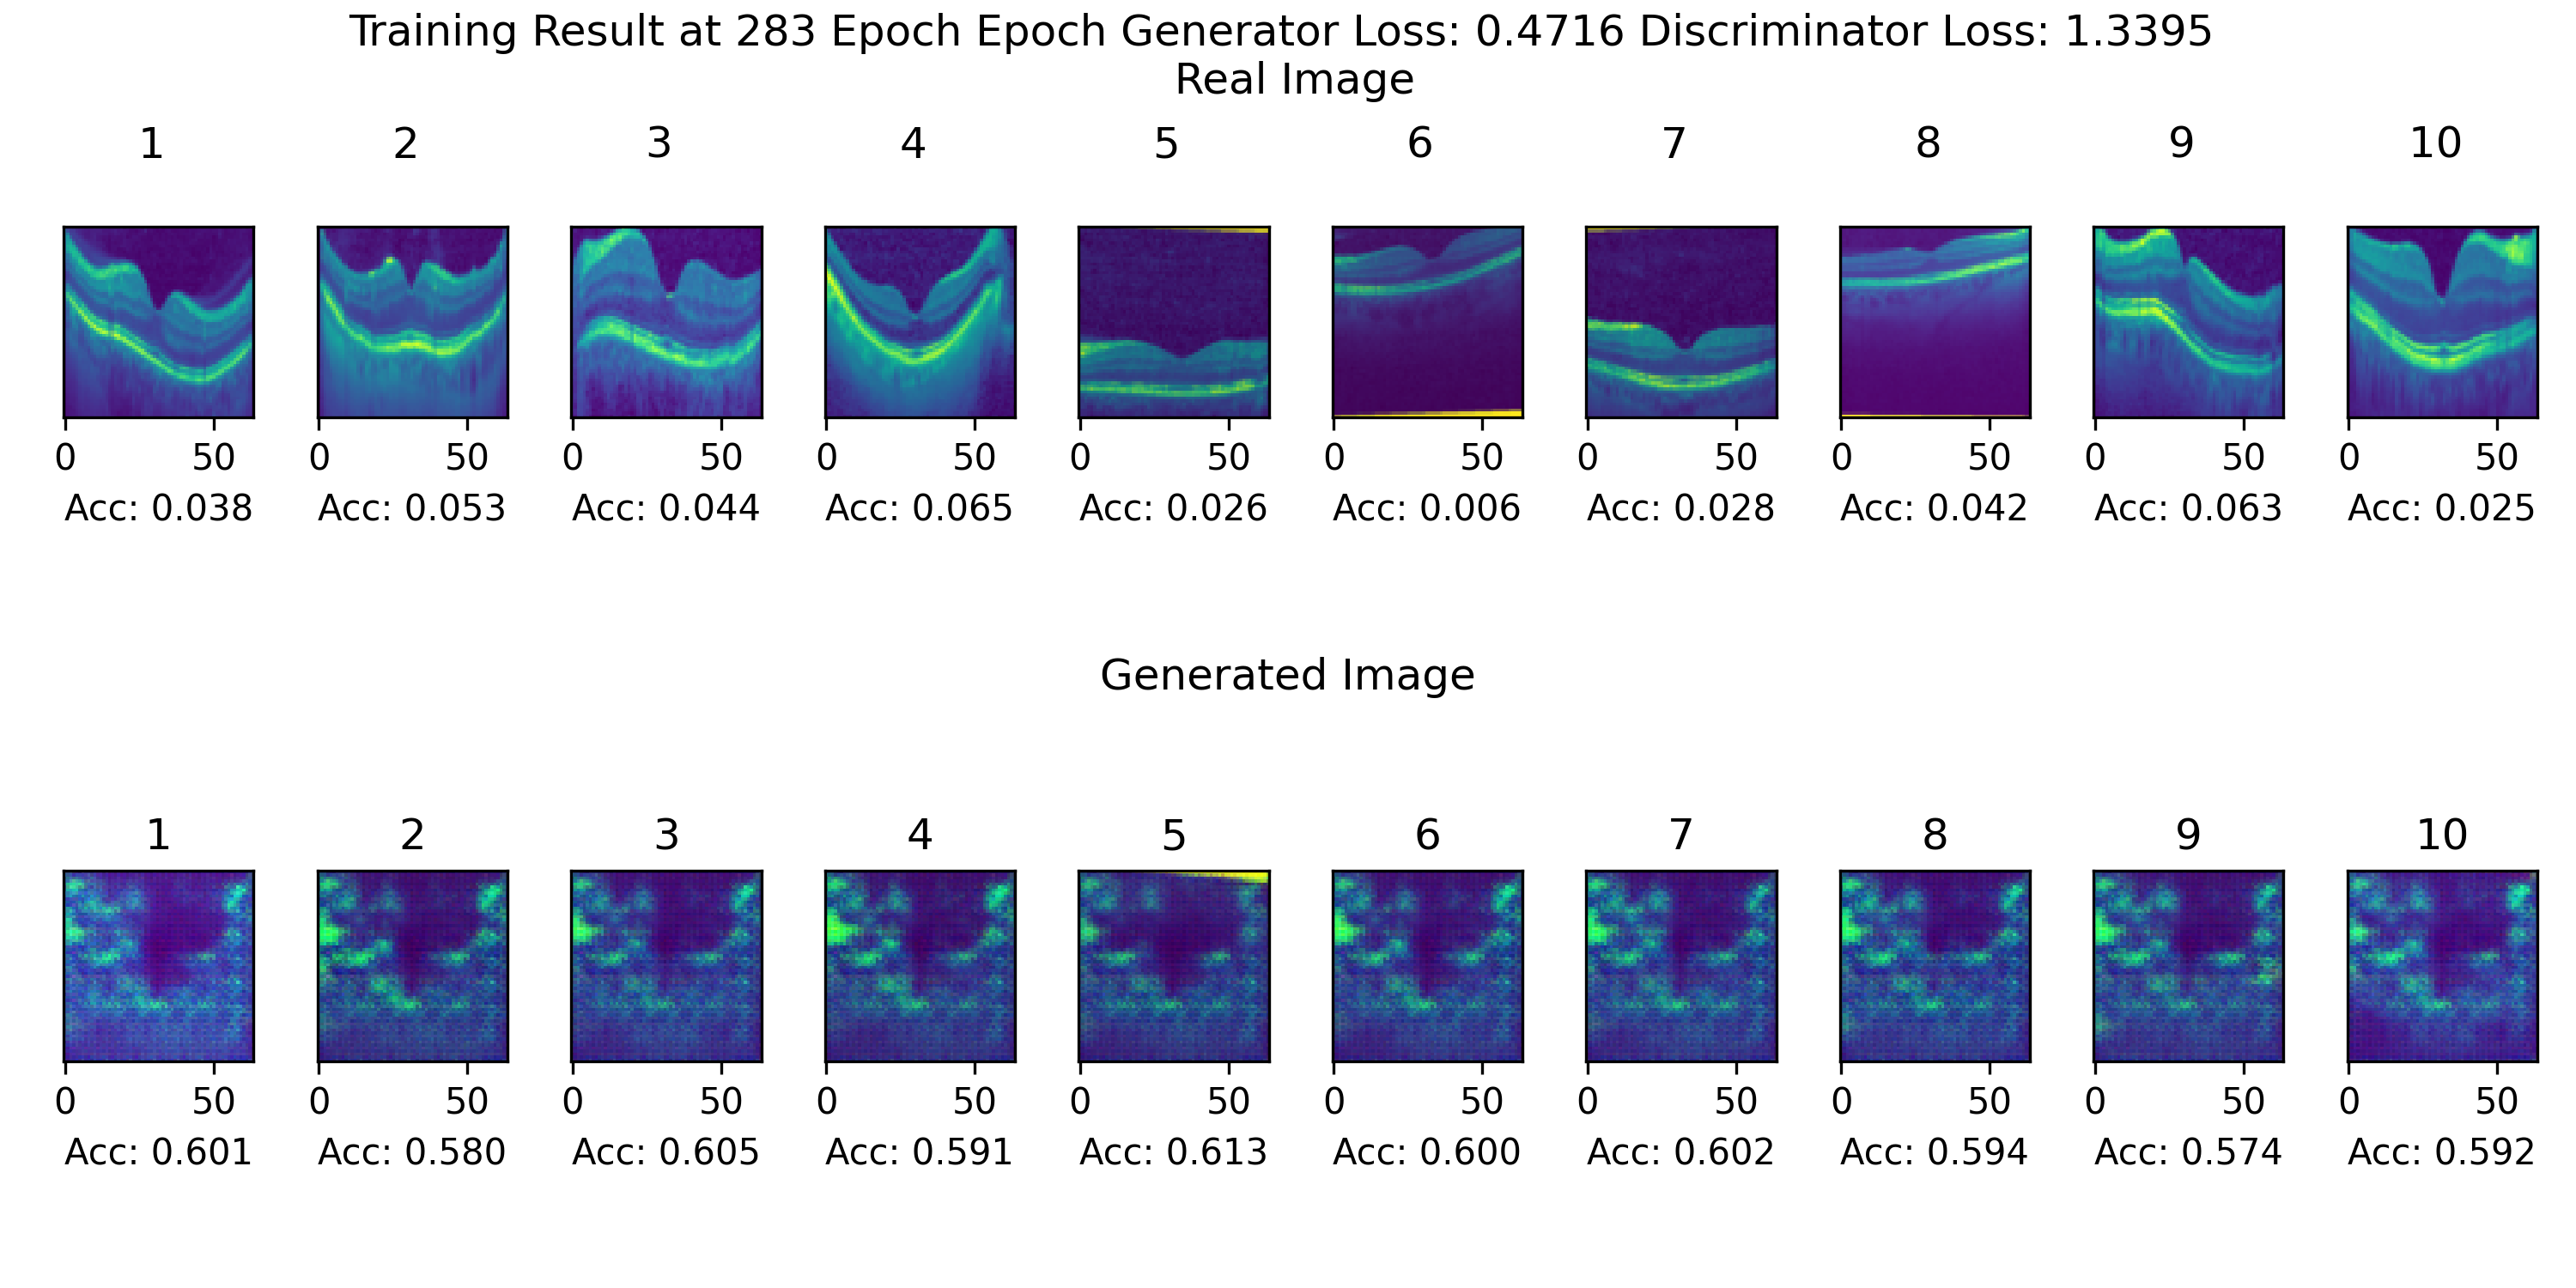 Training Result at 283 Epoch Epoch Generator Loss: 0.4716 Discriminator Loss: 1.3395
Real Image
1 2 3 4 5 6 7 8 9 10
0 50 0 50 0 50 0 50 0 50 0 50 0 50 0 50 0 50 0 50
Acc: 0.038 Acc: 0.053 Acc: 0.044 Acc: 0.065 Acc: 0.026 Acc: 0.006 Acc: 0.028 Acc: 0.042 Acc: 0.063 Acc: 0.025
Generated Image
1 2 3 4 5 6 7 8 9 10
0 50 0 50 0 50 0 50 0 50 0 50 0 50 0 50 0 50 0 50
Acc: 0.601 Acc: 0.580 Acc: 0.605 Acc: 0.591 Acc: 0.613 Acc: 0.600 Acc: 0.602 Acc: 0.594 Acc: 0.574 Acc: 0.592